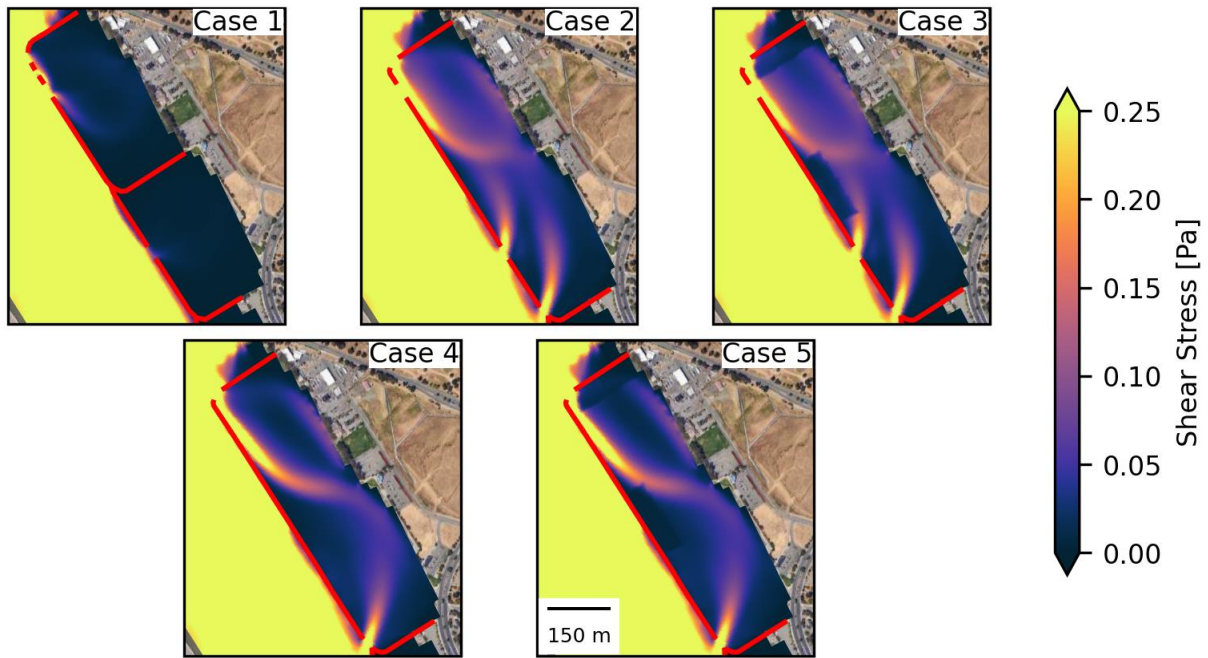 Case 1
Case 2
Case 3
Case 4
Case 5
150 m
0.25
0.20
0.15
0.10
0.05
0.00
Shear Stress [Pa]